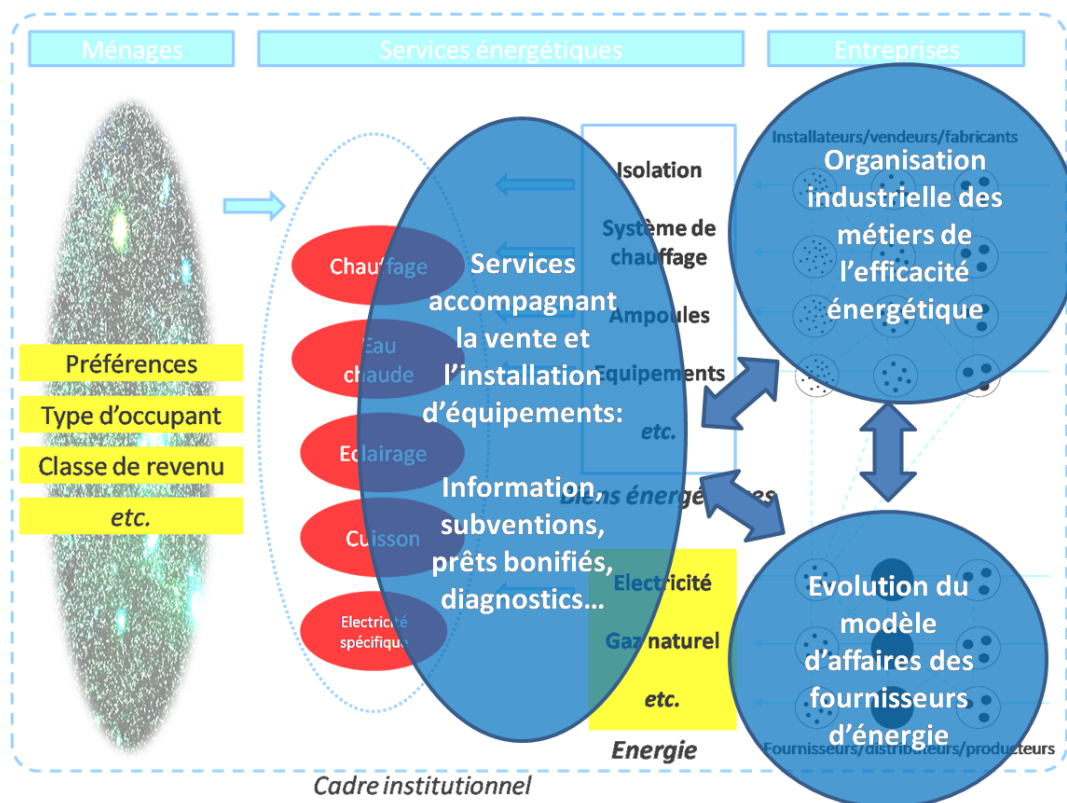 Ménages
Services énergétiques
Entreprises
Préférences
Type d'occupant
Classe de revenu
etc.
Chauffage
Eau
chaude
Eclairage
Cuisson
Electricité
spécifique
Services
accompagnant
la vente et
l'installation
d'équipements:
Information,
subventions,
prêts bonifiés,
diagnostics…
Isolation
Système de
chauffage
Ampoules
Equipements
etc.
Biens énergétiques
Electricité
Gaz naturel
etc.
Energie
Installateurs/vendeurs/fabricants
Organisation
industrielle des
métiers de
l'efficacité
énergétique
Evolution du
modèle
d'affaires des
fournisseurs
d'énergie
Fournisseurs/distributeurs/producteurs
Cadre institutionnel